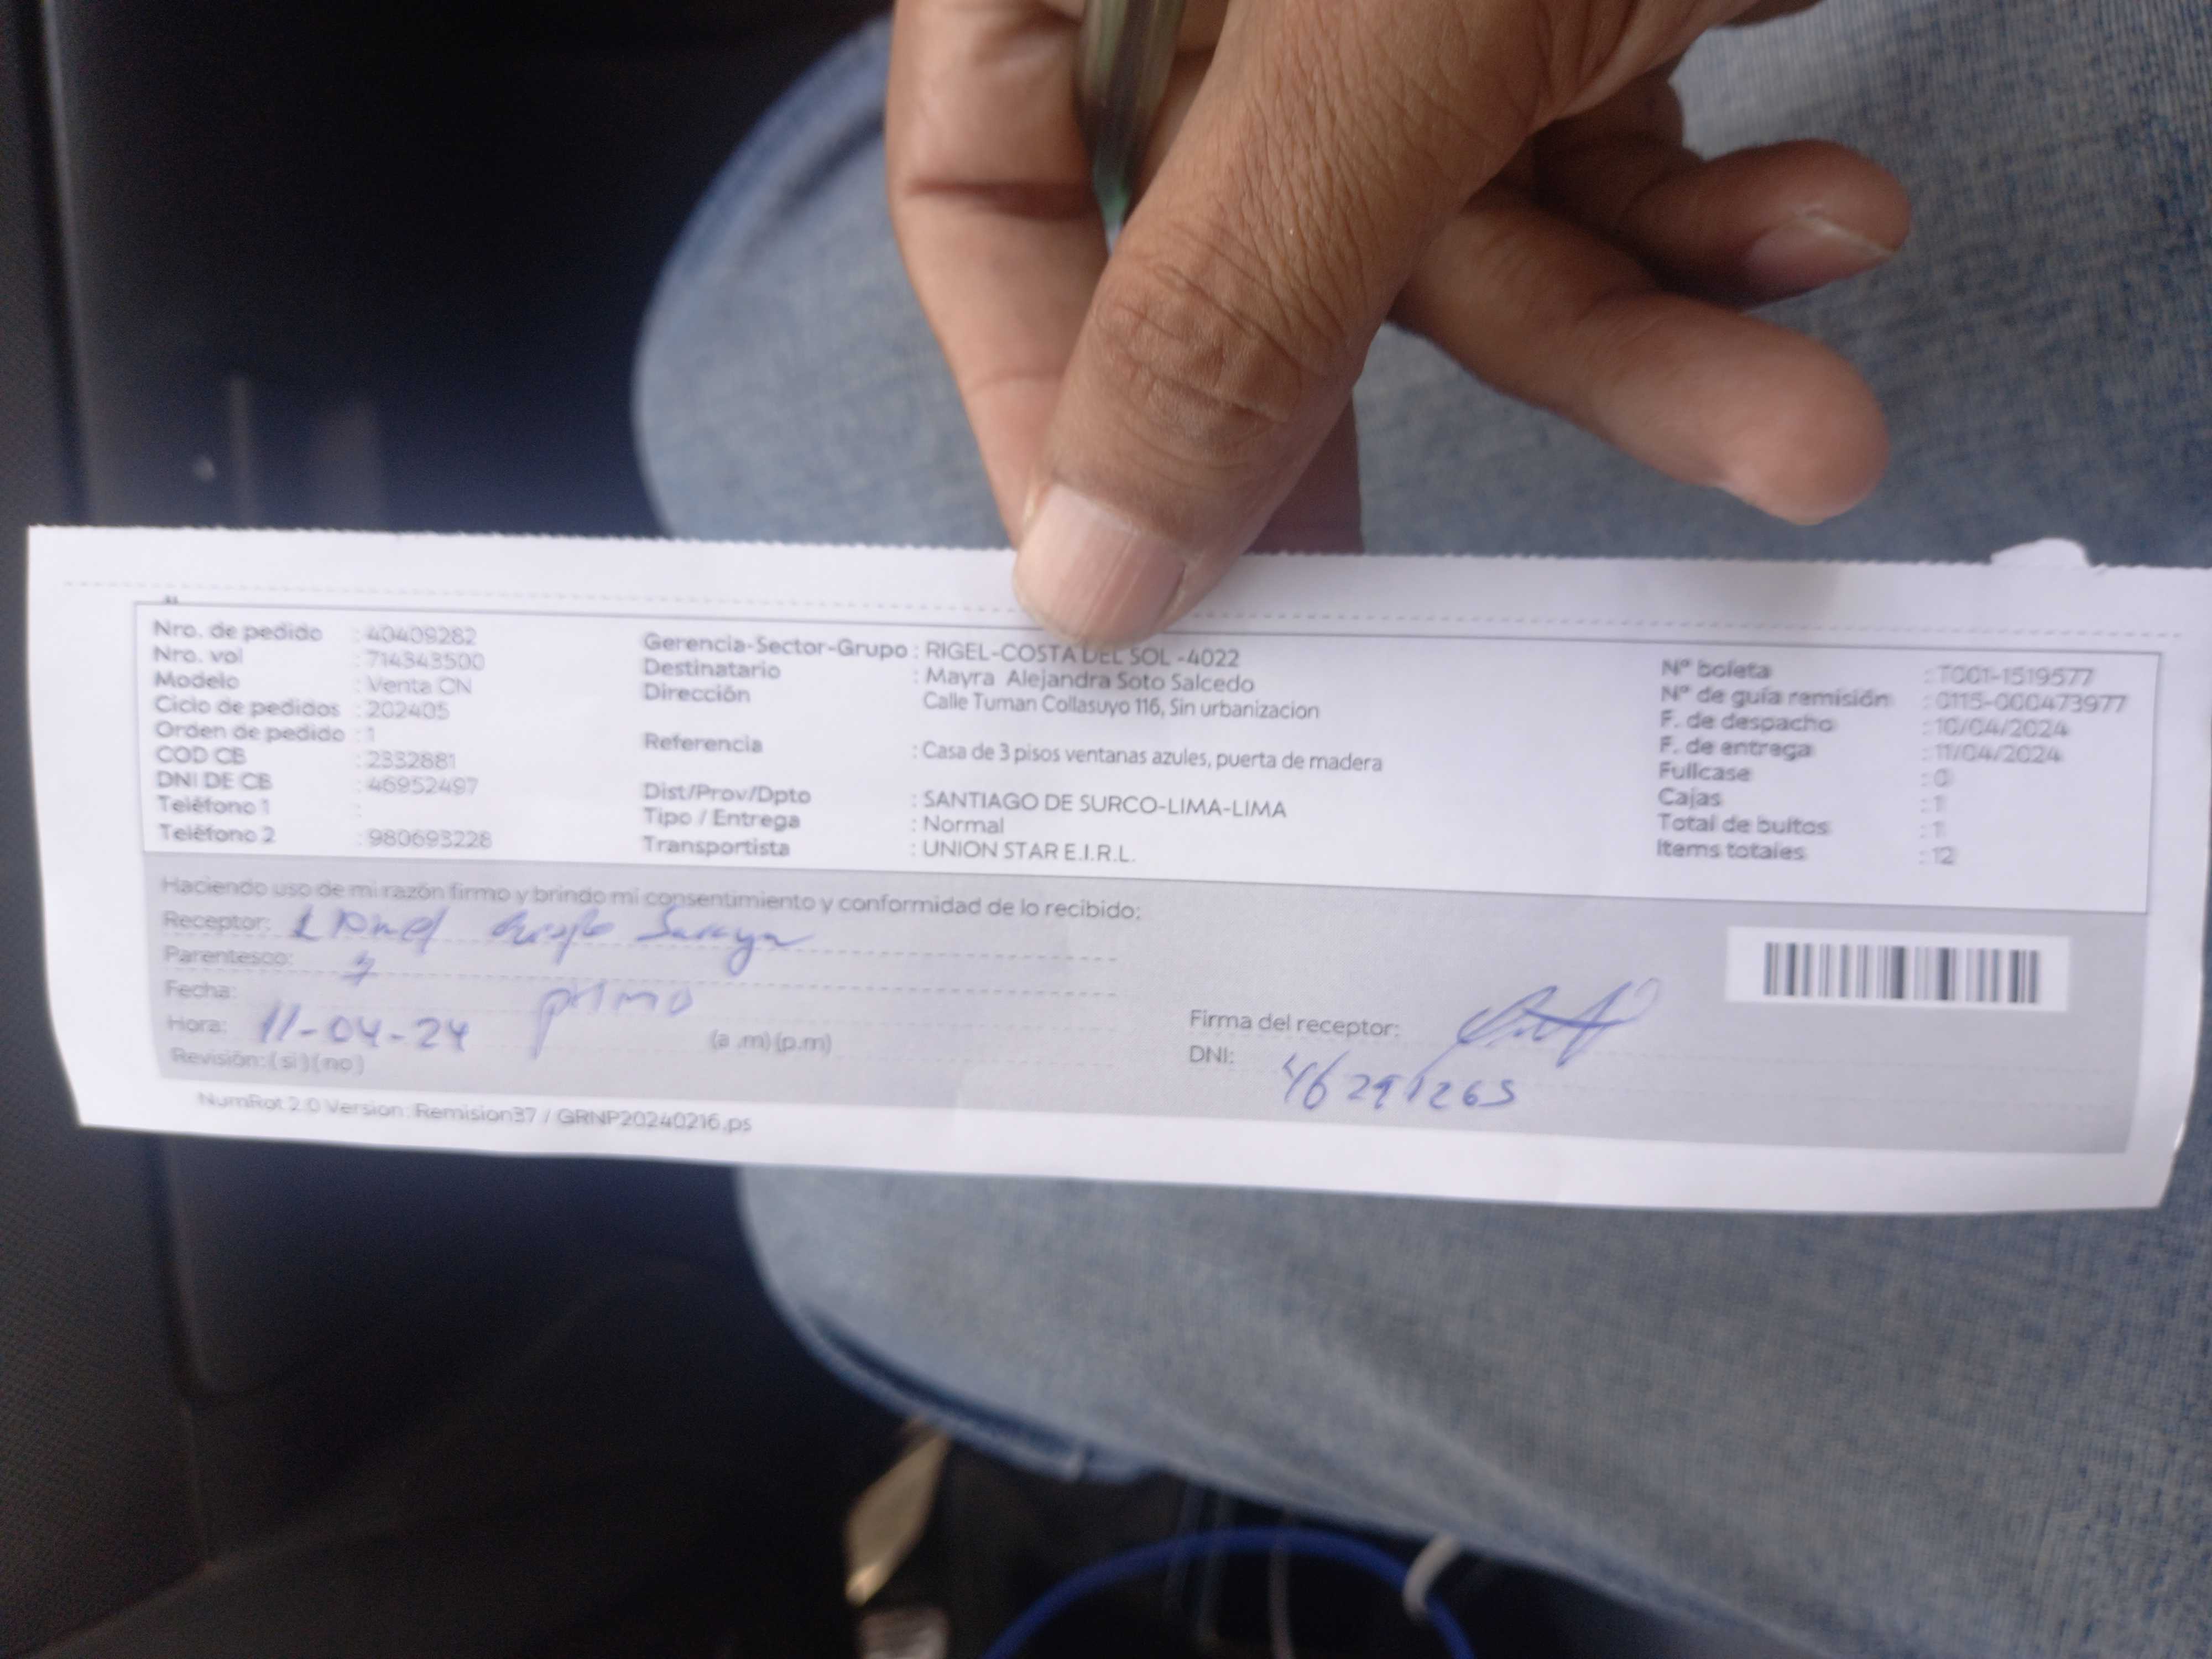 Nro. de pedido : 40409282
Nro. vol : 714343500
Modelo : Venta CN
Ciclo de pedidos : 202405
Orden de pedido : 1
COD CB : 2332881
DNI DE CB : 46952497
Teléfono 1 :
Teléfono 2 : 980693228
Gerencia-Sector-Grupo : RIGEL-COSTA DEL SOL -4022
Destinatario : Mayra Alejandra Soto Salcedo
Dirección Calle Tuman Collasuyo 116, Sin urbanizacion
Referencia : Casa de 3 pisos ventanas azules, puerta de madera
Dist/Prov/Dpto : SANTIAGO DE SURCO-LIMA-LIMA
Tipo / Entrega : Normal
Transportista : UNION STAR E.I.R.L.
Nº boleta : T001-1519577
Nº de guía remisión : 0115-000473977
F. de despacho : 10/04/2024
F. de entrega : 11/04/2024
Fullcase : 0
Cajas : 1
Total de bultos : 1
Items totales : 12
Haciendo uso de mi razón firmo y brindo mi consentimiento y conformidad de lo recibido:
Receptor: Lionel
Parentesco:
Fecha: primo
Hora: 11-04-24 (a .m) (p.m)
Revisión: ( si ) ( no )
Firma del receptor:
DNI: 46291265
NumRot 2.0 Version: Remision37 / GRNP20240216.ps